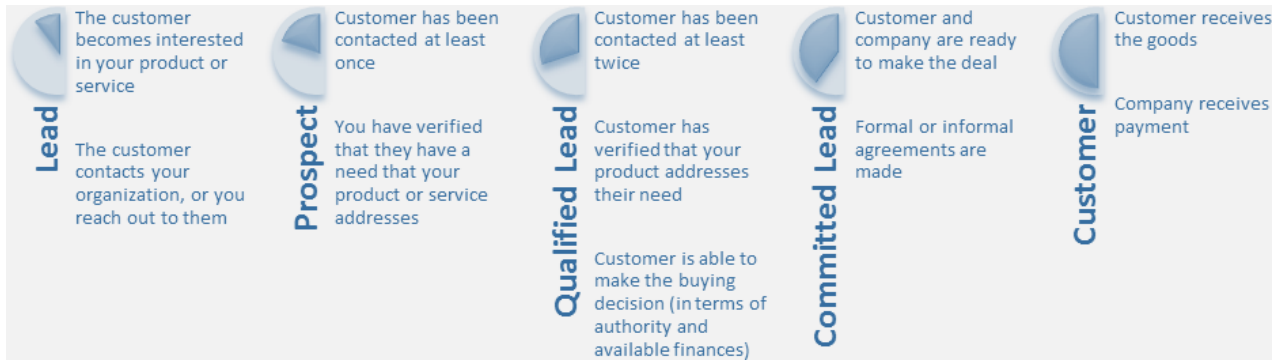 Lead
The customer
becomes interested
in your product or
service
The customer
contacts your
organization, or you
reach out to them
Prospect
Customer has been
contacted at least
once
You have verified
that they have a
need that your
product or service
addresses
Qualified Lead
Customer has been
contacted at least
twice
Customer has
verified that your
product addresses
their need
Customer is able to
make the buying
decision (in terms of
authority and
available finances)
Committed Lead
Customer and
company are ready
to make the deal
Formal or informal
agreements are
made
Customer
Customer receives
the goods
Company receives
payment